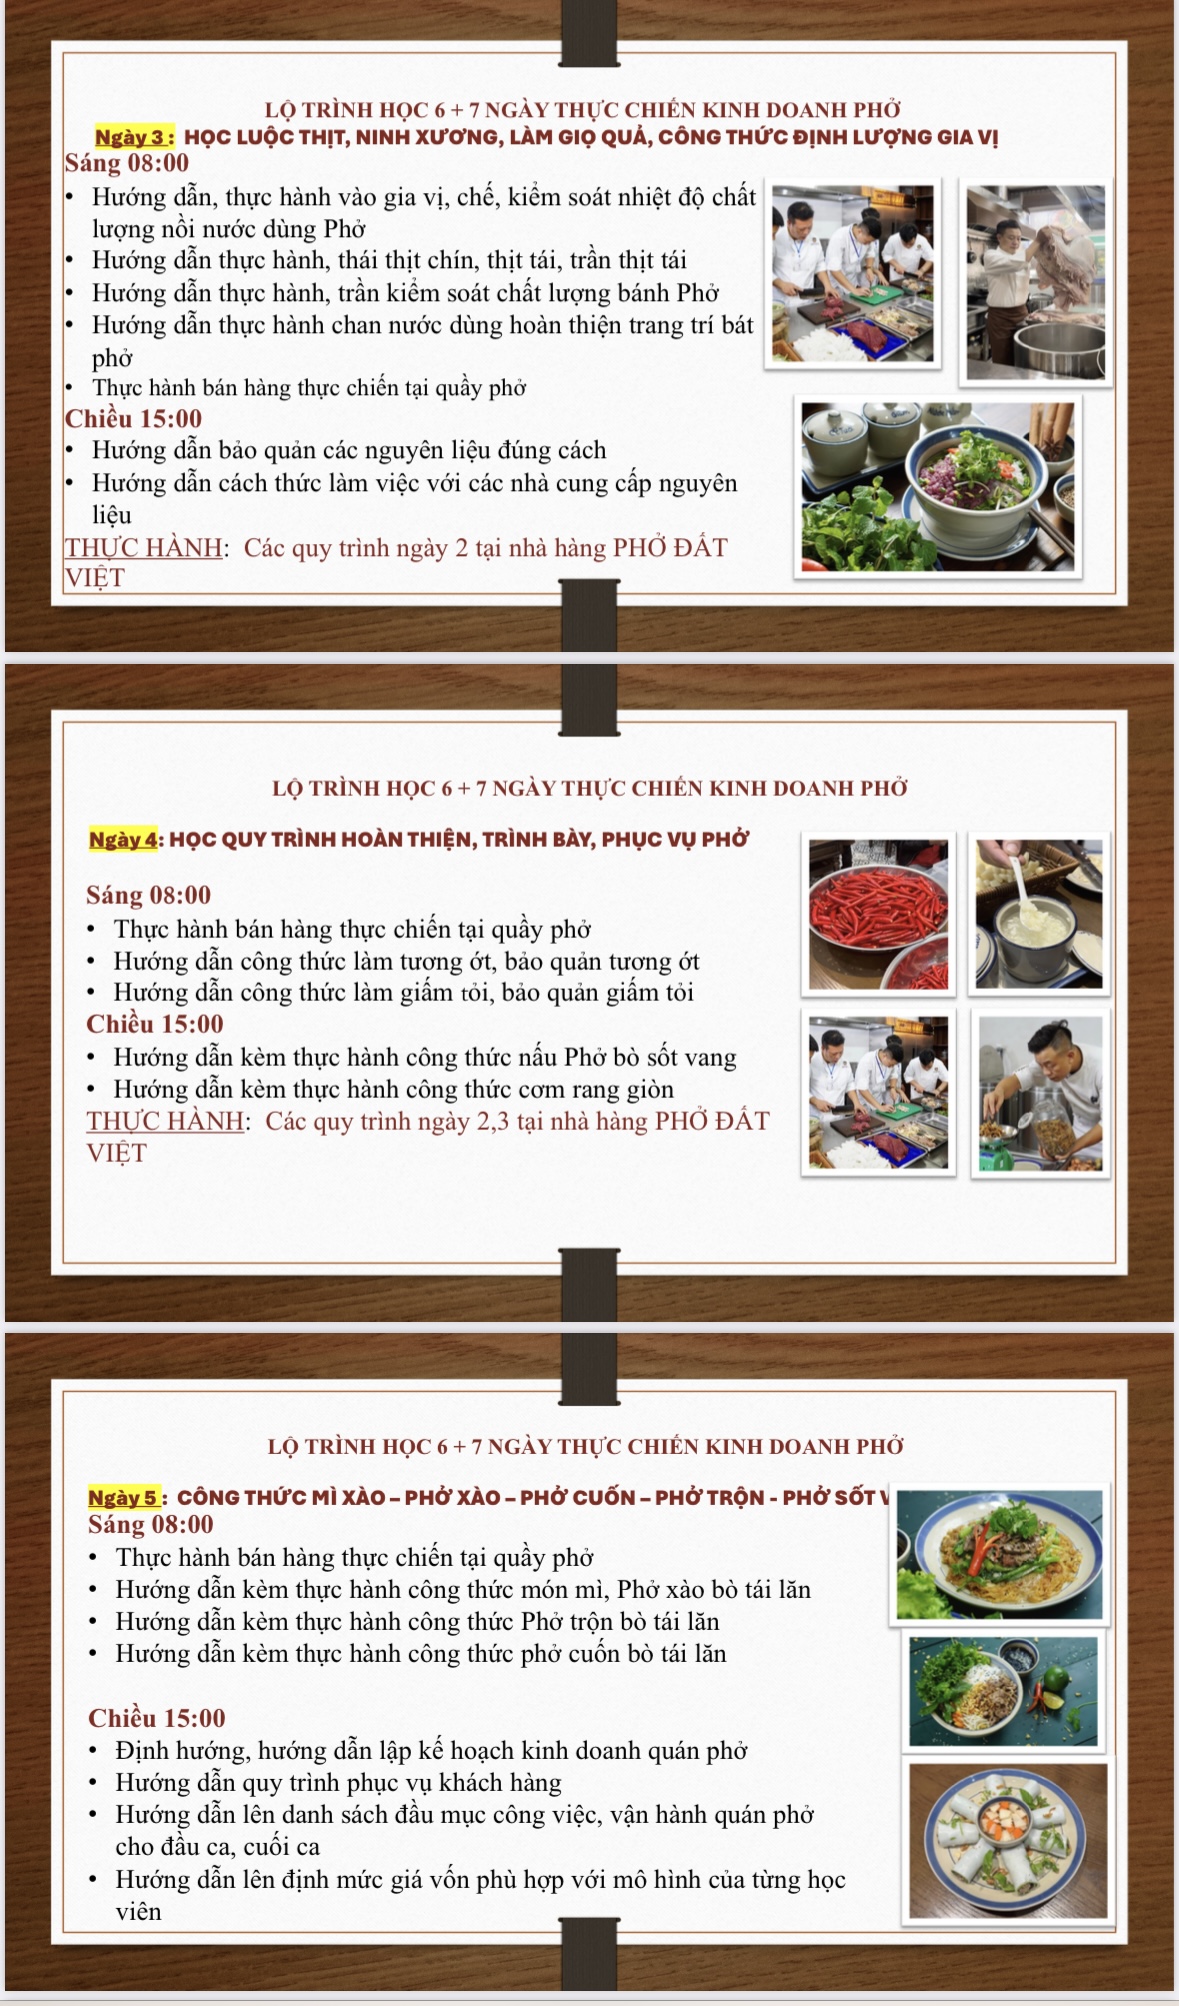 LỘ TRÌNH HỌC 6 + 7 NGÀY THỰC CHIẾN KINH DOANH PHỞ
Ngày 3 : HỌC LUỘC THỊT, NINH XƯƠNG, LÀM GIỌ QUẢ, CÔNG THỨC ĐỊNH LƯỢNG GIA VỊ
Sáng 08:00
• Hướng dẫn, thực hành vào gia vị, chế, kiểm soát nhiệt độ chất
lượng nồi nước dùng Phở
• Hướng dẫn thực hành, thái thịt chín, thịt tái, trần thịt tái
• Hướng dẫn thực hành, trần kiểm soát chất lượng bánh Phở
• Hướng dẫn thực hành chan nước dùng hoàn thiện trang trí bát
phở
• Thực hành bán hàng thực chiến tại quầy phở
Chiều 15:00
• Hướng dẫn bảo quản các nguyên liệu đúng cách
• Hướng dẫn cách thức làm việc với các nhà cung cấp nguyên
liệu
THỰC HÀNH: Các quy trình ngày 2 tại nhà hàng PHỞ ĐẤT
VIỆT
LỘ TRÌNH HỌC 6 + 7 NGÀY THỰC CHIẾN KINH DOANH PHỞ
Ngày 4: HỌC QUY TRÌNH HOÀN THIỆN, TRÌNH BÀY, PHỤC VỤ PHỞ
Sáng 08:00
• Thực hành bán hàng thực chiến tại quầy phở
• Hướng dẫn công thức làm tương ớt, bảo quản tương ớt
• Hướng dẫn công thức làm giấm tỏi, bảo quản giấm tỏi
Chiều 15:00
• Hướng dẫn kèm thực hành công thức nấu Phở bò sốt vang
• Hướng dẫn kèm thực hành công thức cơm rang giòn
THỰC HÀNH: Các quy trình ngày 2,3 tại nhà hàng PHỞ ĐẤT
VIỆT
LỘ TRÌNH HỌC 6 + 7 NGÀY THỰC CHIẾN KINH DOANH PHỞ
Ngày 5 : CÔNG THỨC MÌ XÀO – PHỞ XÀO – PHỞ CUỐN – PHỞ TRỘN - PHỞ SỐT
Sáng 08:00
• Thực hành bán hàng thực chiến tại quầy phở
• Hướng dẫn kèm thực hành công thức món mì, Phở xào bò tái lăn
• Hướng dẫn kèm thực hành công thức Phở trộn bò tái lăn
• Hướng dẫn kèm thực hành công thức phở cuốn bò tái lăn
Chiều 15:00
• Định hướng, hướng dẫn lập kế hoạch kinh doanh quán phở
• Hướng dẫn quy trình phục vụ khách hàng
• Hướng dẫn lên danh sách đầu mục công việc, vận hành quán phở
cho đầu ca, cuối ca
• Hướng dẫn lên định mức giá vốn phù hợp với mô hình của từng học
viên